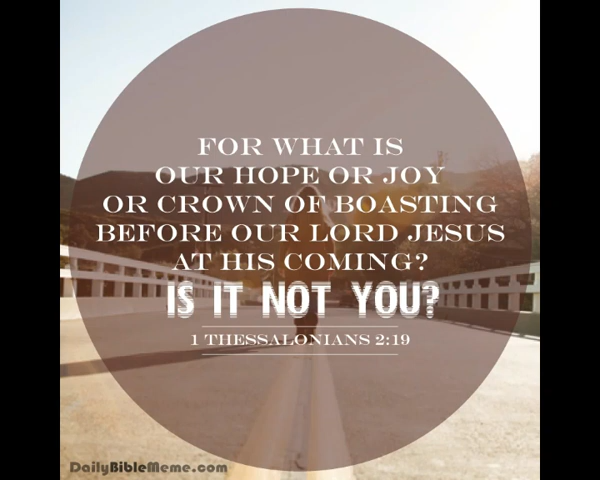 FOR WHAT IS
OUR HOPE OR JOY
OR CROWN OF BOASTING
BEFORE OUR LORD JESUS
AT HIS COMING?
IS IT NOT YOU?
1 THESSALONIANS 2:19
DailyBibleMeme.com